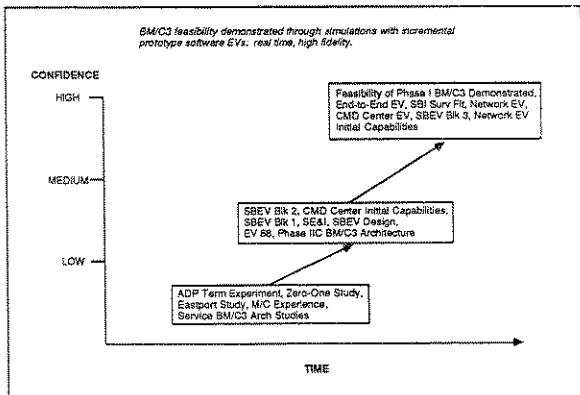 BM/C3 feasibility demonstrated through simulations with incremental
prototype software EVs: real time, high fidelity.
CONFIDENCE
HIGH
Feasibility of Phase I BM/C3 Demonstrated,
End-to-End EV, SBI Surv Flt, Network EV,
CMD Center EV, SBEV Blk 3, Network EV
Initial Capabilities
MEDIUM
SBEV Blk 2, CMD Center Initial Capabilities,
SBEV Blk 1, SE&I, SBEV Design,
EV 88, Phase IIC BM/C3 Architecture
LOW
ADP Term Experiment, Zero-One Study,
Eastport Study, M/C Experience,
Service BM/C3 Arch Studies
TIME